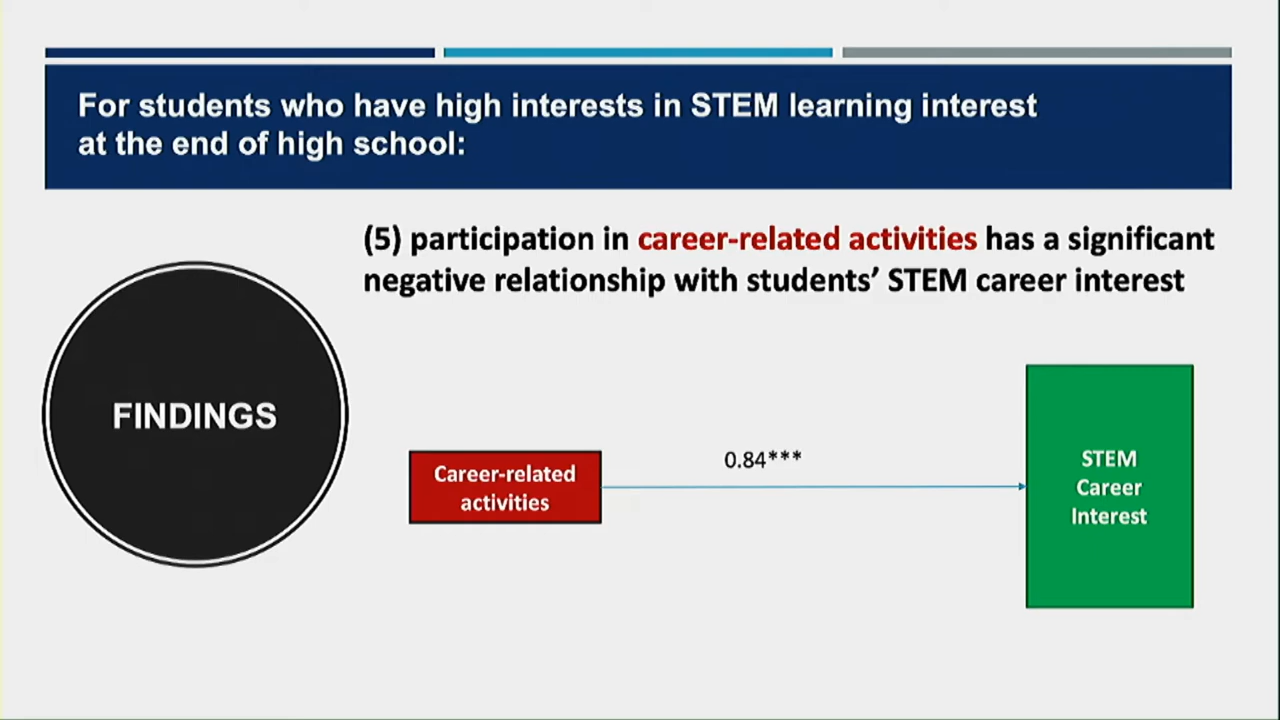 For students who have high interests in STEM learning interest
at the end of high school:
(5) participation in career-related activities has a significant
negative relationship with students’ STEM career interest
FINDINGS
Career-related
activities
0.84***
STEM
Career
Interest